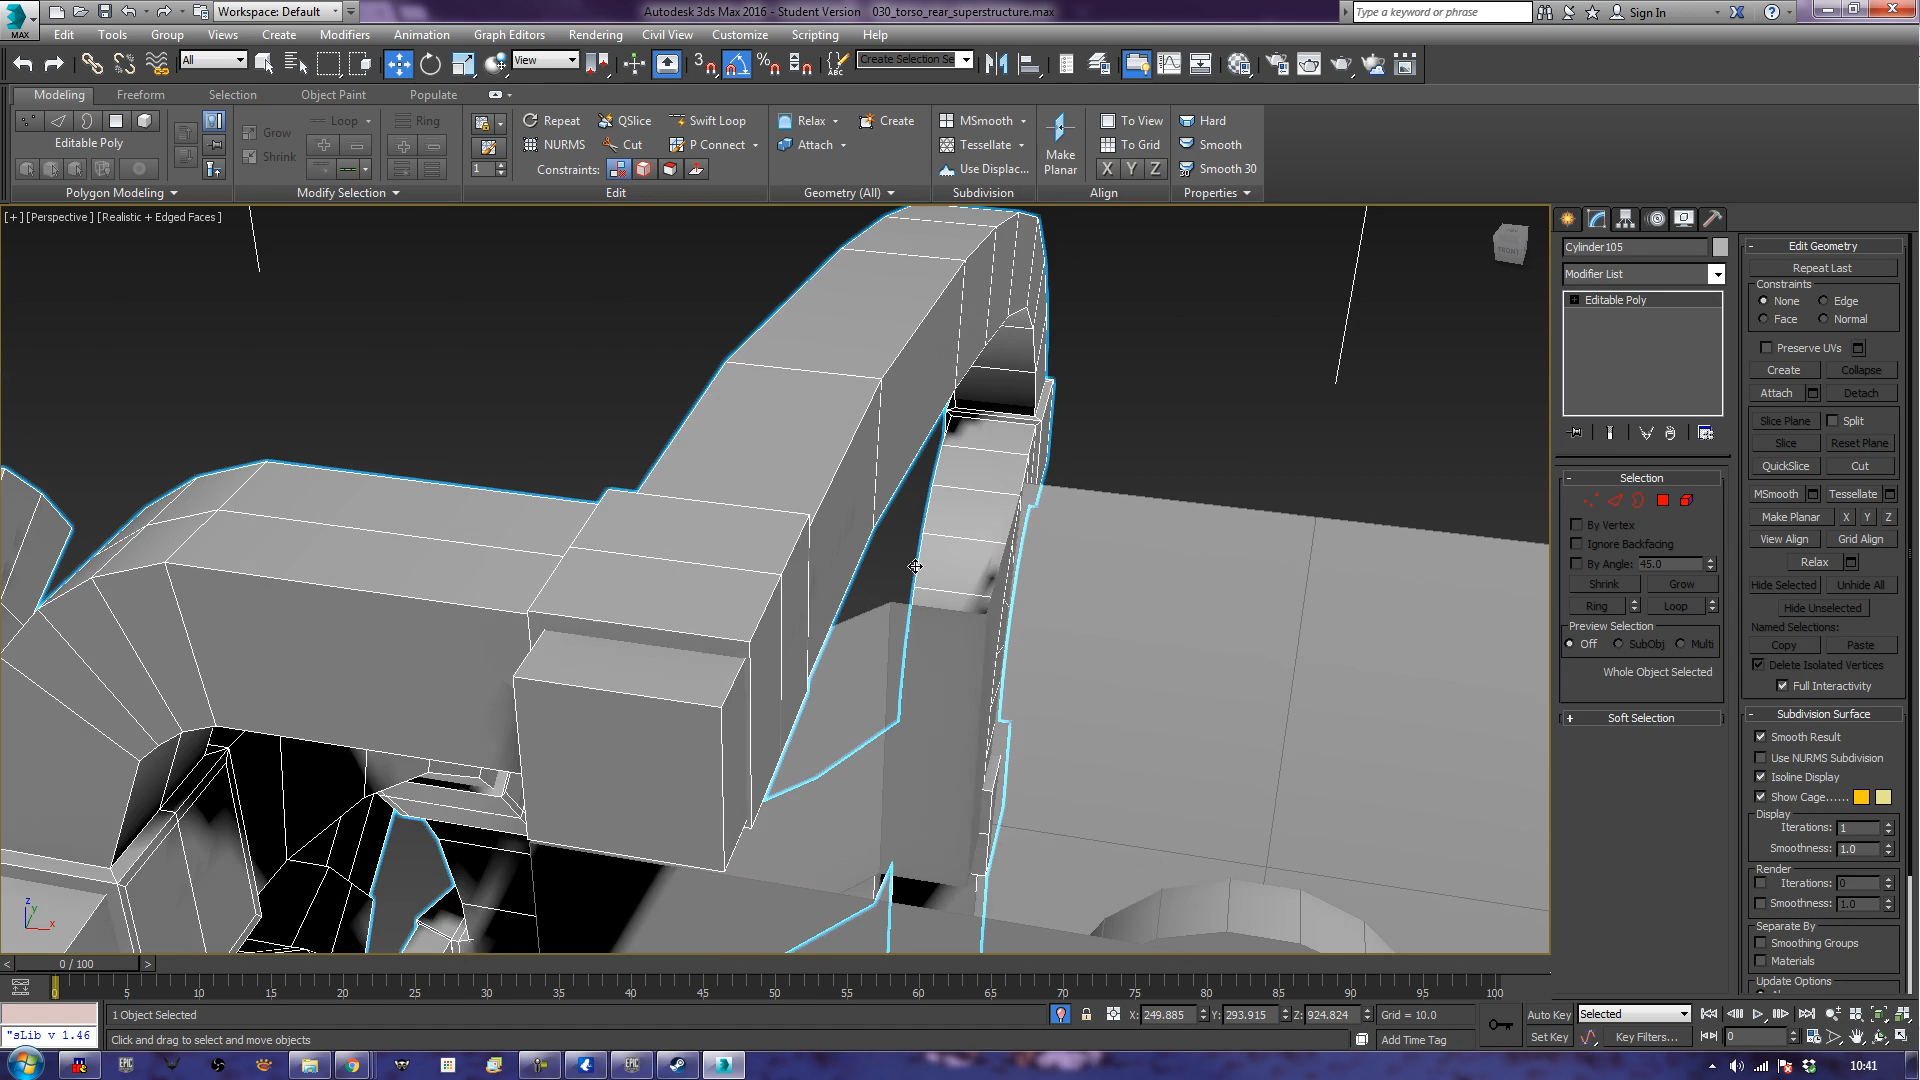 Workspace: Default
Autodesk 3ds Max 2016 - Student Version    030_torso_rear_superstructure.max
Type a keyword or phrase
Sign In
MAX
Edit Tools Group Views Create Modifiers Animation Graph Editors Rendering Civil View Customize Scripting Help
All View Create Selection Se
Modeling Freeform Selection Object Paint Populate
Loop Ring Repeat QSlice Swift Loop Relax Create MSmooth To View Hard
Editable Poly Grow NURMS Cut P Connect Attach Tessellate To Grid Smooth
Shrink 1 Constraints: Use Displac... Make Planar X Y Z Smooth 30
Polygon Modeling Modify Selection Edit Geometry (All) Subdivision Align Properties
[+] [Perspective] [Realistic + Edged Faces]
FRONT
Cylinder105
Modifier List
Editable Poly
Selection
By Vertex
Ignore Backfacing
By Angle: 45.0
Shrink Grow
Ring Loop
Preview Selection
Off SubObj Multi
Whole Object Selected
Soft Selection
Edit Geometry
Repeat Last
Constraints
None Edge
Face Normal
Preserve UVs
Create Collapse
Attach Detach
Slice Plane Split
Slice Reset Plane
QuickSlice Cut
MSmooth Tessellate
Make Planar X Y Z
View Align Grid Align
Relax
Hide Selected Unhide All
Hide Unselected
Named Selections:
Copy Paste
Delete Isolated Vertices
Full Interactivity
Subdivision Surface
Smooth Result
Use NURMS Subdivision
Isoline Display
Show Cage......
Display
Iterations: 1
Smoothness: 1.0
Render
Iterations: 0
Smoothness: 1.0
Separate By
Smoothing Groups
Materials
Update Options
z y x
0 / 100
0 5 10 15 20 25 30 35 40 45 50 55 60 65 70 75 80 85 90 95 100
1 Object Selected X: 249.885 Y: 293.915 Z: 924.824 Grid = 10.0 Auto Key Selected
"sLib v 1.46 Click and drag to select and move objects Add Time Tag Set Key Key Filters... 0
EPIC EPIC 10:41